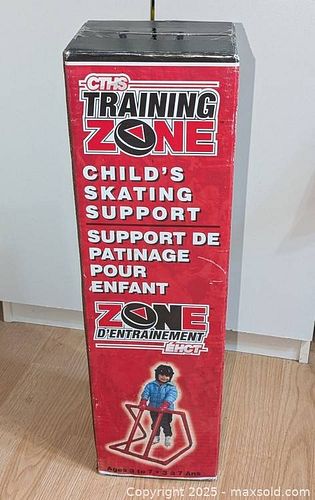 CTHS
TRAINING
ZONE
CHILD'S
SKATING
SUPPORT
SUPPORT DE
PATINAGE
POUR
ENFANT
ZONE
D'ENTRAÎNEMENT
ÉHCT
Ages 3 to 7 • 3 à 7 Ans
Copyright © 2025 - maxsold.com